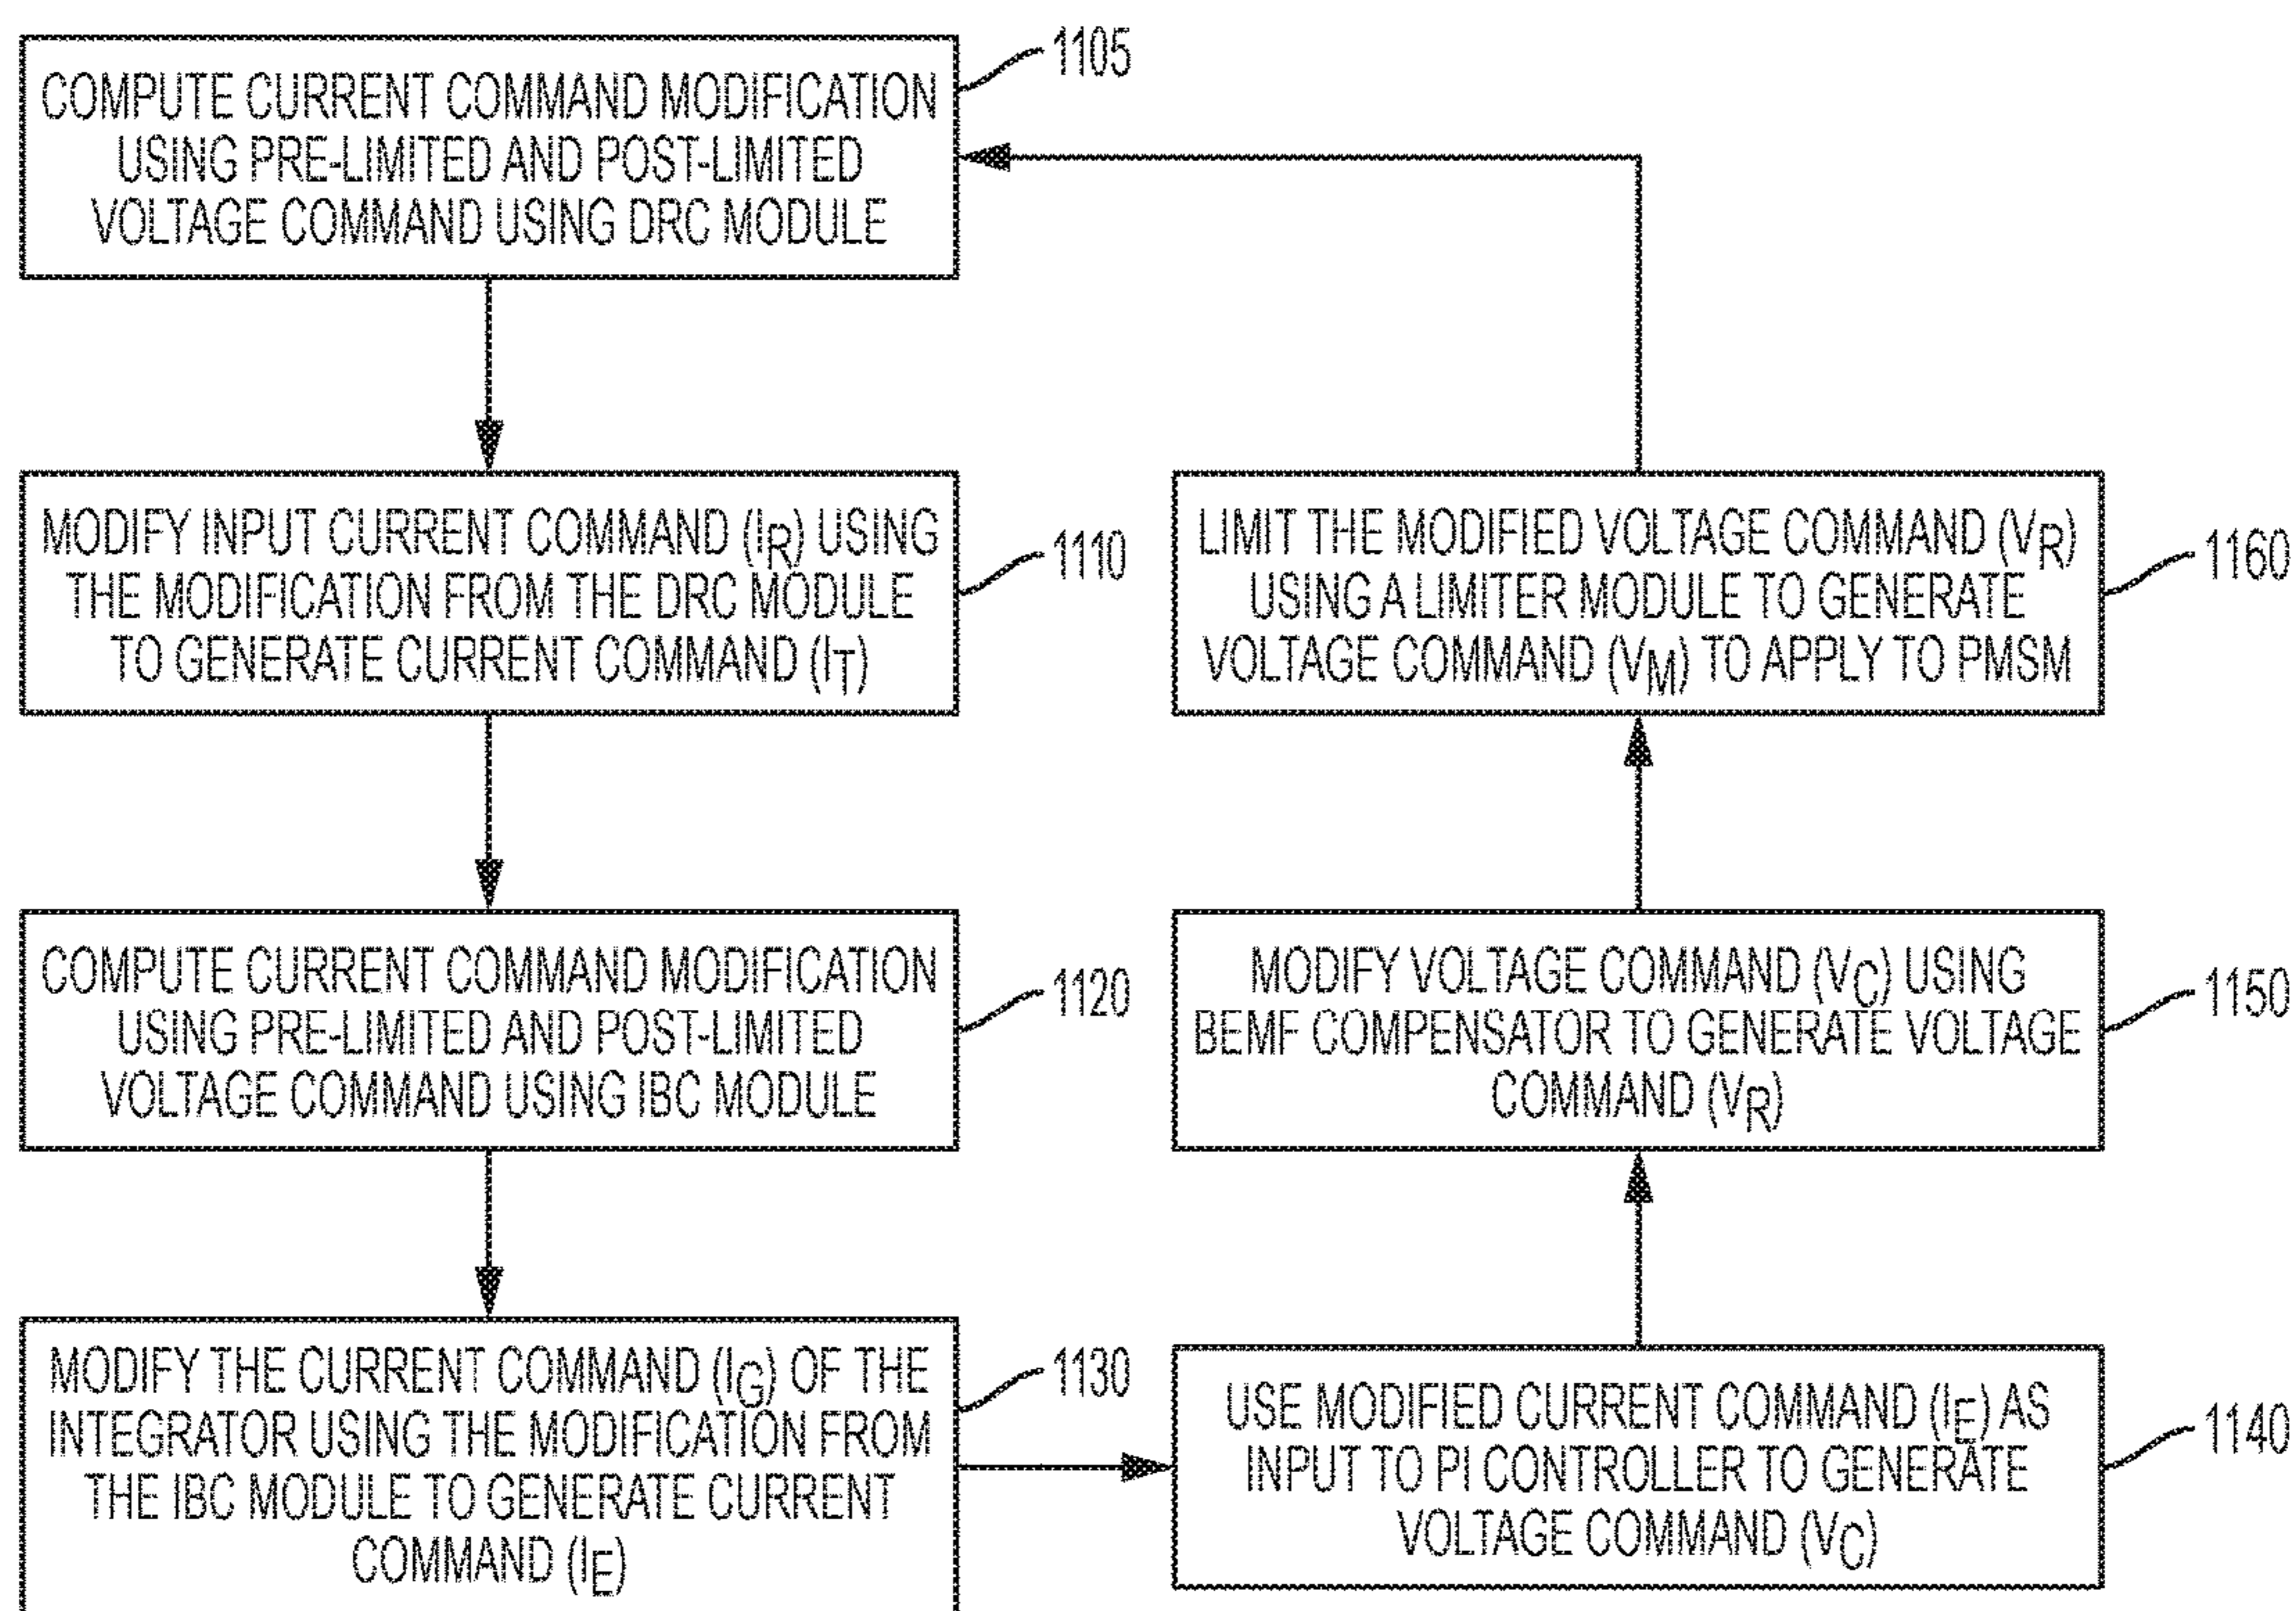 COMPUTE CURRENT COMMAND MODIFICATION
USING PRE-LIMITED AND POST-LIMITED
VOLTAGE COMMAND USING DRC MODULE
1105
MODIFY INPUT CURRENT COMMAND (IR) USING
THE MODIFICATION FROM THE DRC MODULE
TO GENERATE CURRENT COMMAND (IT)
1110
COMPUTE CURRENT COMMAND MODIFICATION
USING PRE-LIMITED AND POST-LIMITED
VOLTAGE COMMAND USING IBC MODULE
1120
MODIFY THE CURRENT COMMAND (IG) OF THE
INTEGRATOR USING THE MODIFICATION FROM
THE IBC MODULE TO GENERATE CURRENT
COMMAND (IE)
1130
USE MODIFIED CURRENT COMMAND (IE) AS
INPUT TO PI CONTROLLER TO GENERATE
VOLTAGE COMMAND (VC)
1140
MODIFY VOLTAGE COMMAND (VC) USING
BEMF COMPENSATOR TO GENERATE VOLTAGE
COMMAND (VR)
1150
LIMIT THE MODIFIED VOLTAGE COMMAND (VR)
USING A LIMITER MODULE TO GENERATE
VOLTAGE COMMAND (VM) TO APPLY TO PMSM
1160